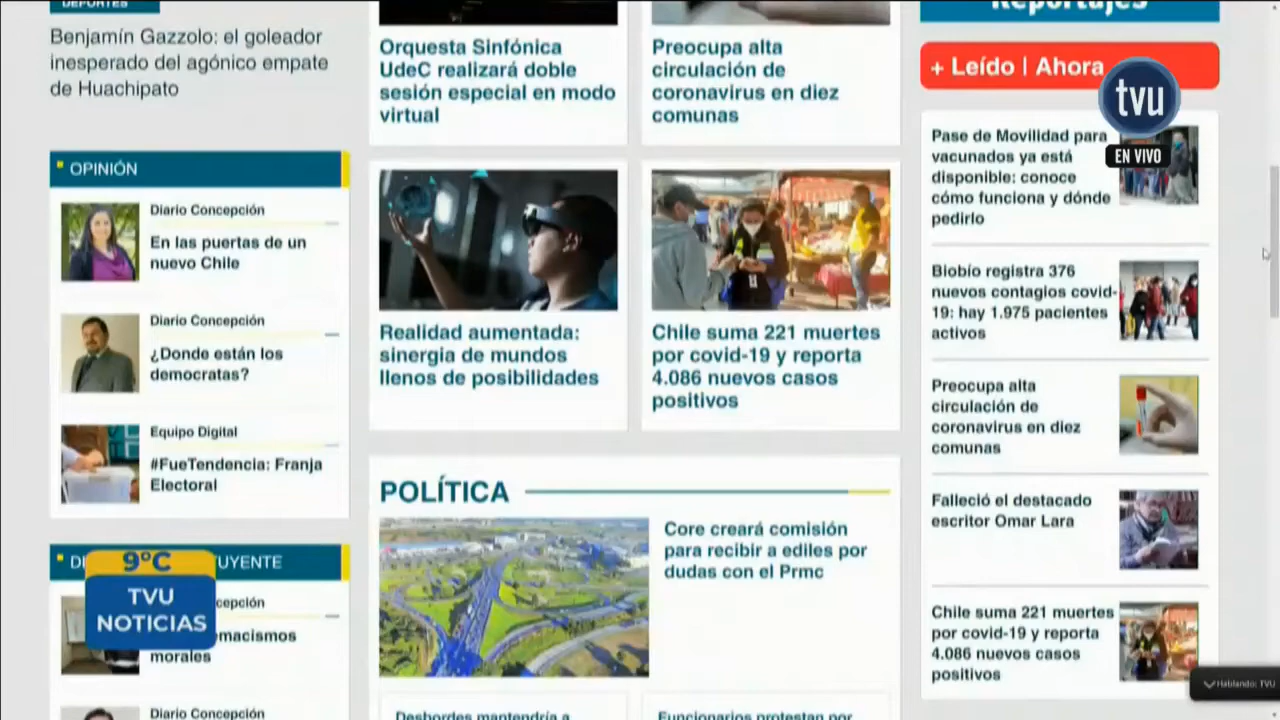 DEPORTES
Benjamín Gazzolo: el goleador
inesperado del agónico empate
de Huachipato
OPINIÓN
Diario Concepción
En las puertas de un
nuevo Chile
Diario Concepción
¿Donde están los
democratas?
Equipo Digital
#FueTendencia: Franja
Electoral
9°C
TVU
NOTICIAS
morales
Diario Concepción
Orquesta Sinfónica
UdeC realizará doble
sesión especial en modo
virtual
Preocupa alta
circulación de
coronavirus en diez
comunas
Realidad aumentada:
sinergia de mundos
llenos de posibilidades
Chile suma 221 muertes
por covid-19 y reporta
4.086 nuevos casos
positivos
POLÍTICA
Core creará comisión
para recibir a ediles por
dudas con el Prmc
Desbordes mantendría a
Funcionarios protestan por
Reportajes
+ Leído | Ahora
tvu
EN VIVO
Pase de Movilidad para
vacunados ya está
disponible: conoce
cómo funciona y dónde
pedirlo
Biobío registra 376
nuevos contagios covid-
19: hay 1.975 pacientes
activos
Preocupa alta
circulación de
coronavirus en diez
comunas
Falleció el destacado
escritor Omar Lara
Chile suma 221 muertes
por covid-19 y reporta
4.086 nuevos casos
positivos
Hablando: TVU